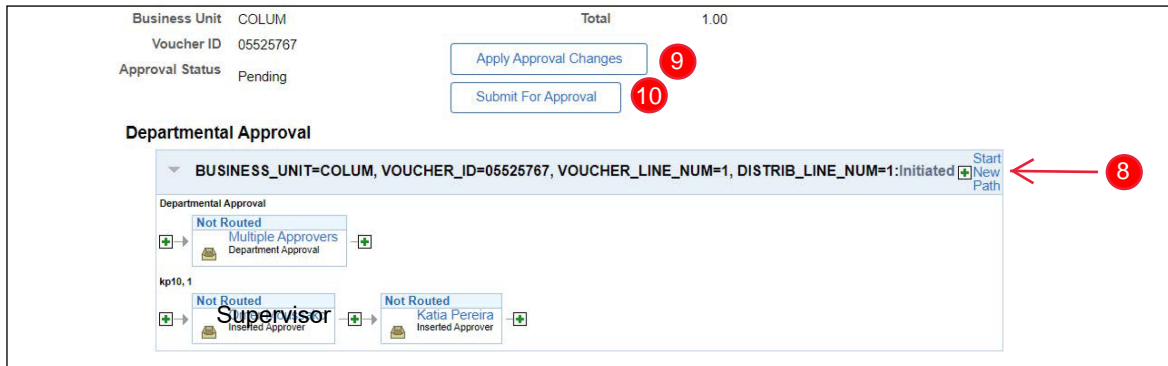 Business Unit COLUM Total 1.00
Voucher ID 05525767
Apply Approval Changes 9
Approval Status Pending
Submit For Approval 10
Departmental Approval
BUSINESS_UNIT=COLUM, VOUCHER_ID=05525767, VOUCHER_LINE_NUM=1, DISTRIB_LINE_NUM=1:Initiated Start New Path 8
Departmental Approval
Not Routed
Multiple Approvers
Department Approval
kp10, 1
Not Routed Not Routed
Supervisor Katia Pereira
Inserted Approver Inserted Approver